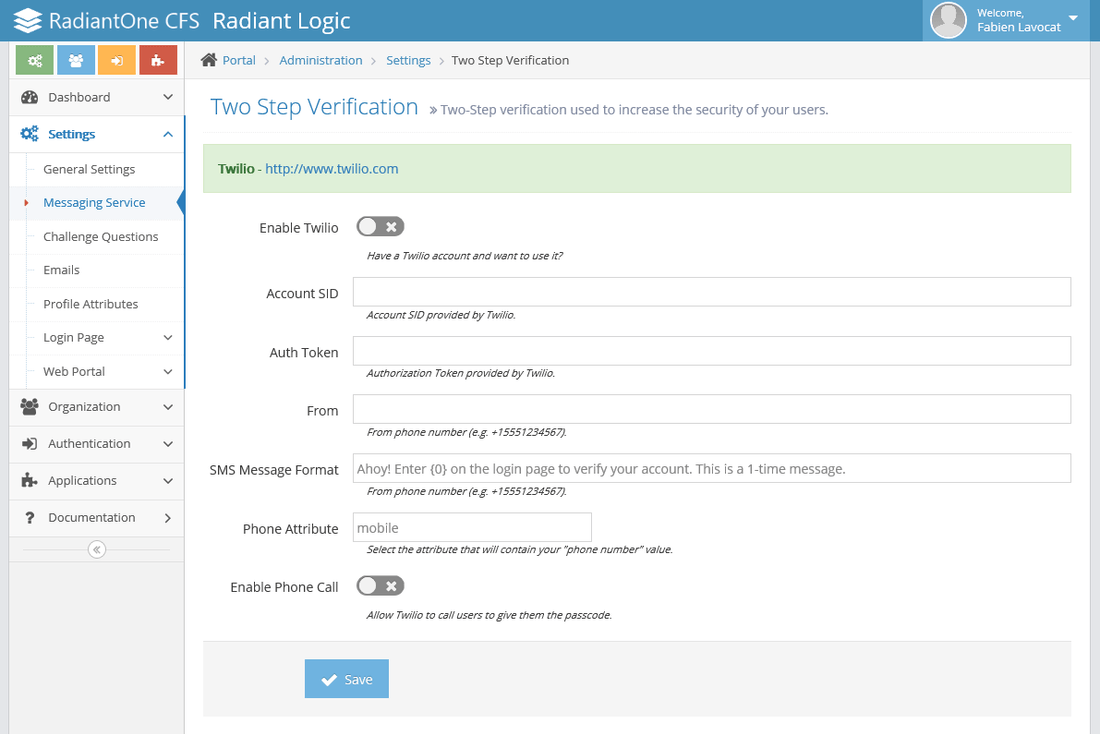 RadiantOne CFS Radiant Logic
Welcome,
Fabien Lavocat
Portal > Administration > Settings > Two Step Verification
Dashboard
Settings
General Settings
Messaging Service
Challenge Questions
Emails
Profile Attributes
Login Page
Web Portal
Organization
Authentication
Applications
Documentation
Two Step Verification » Two-Step verification used to increase the security of your users.
Twilio - http://www.twilio.com
Enable Twilio
Have a Twilio account and want to use it?
Account SID
Account SID provided by Twilio.
Auth Token
Authorization Token provided by Twilio.
From
From phone number (e.g. +15551234567).
SMS Message Format Ahoy! Enter {0} on the login page to verify your account. This is a 1-time message.
From phone number (e.g. +15551234567).
Phone Attribute mobile
Select the attribute that will contain your "phone number" value.
Enable Phone Call
Allow Twilio to call users to give them the passcode.
Save